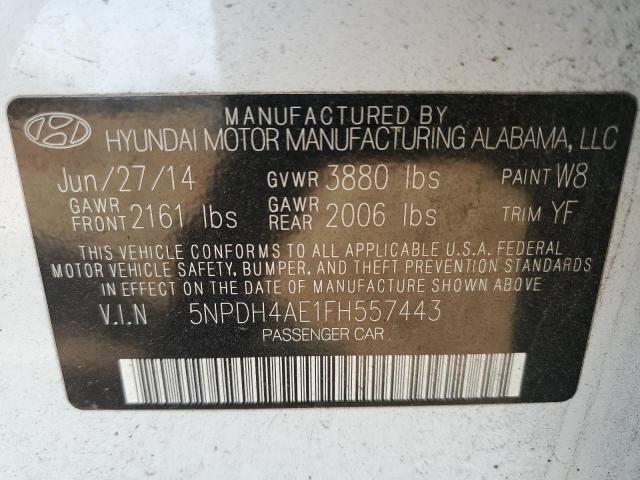 MANUFACTURED BY
HYUNDAI MOTOR MANUFACTURING ALABAMA, LLC
Jun/27/14 GVWR 3880 lbs PAINT W8
GAWR FRONT 2161 lbs GAWR REAR 2006 lbs TRIM YF
THIS VEHICLE CONFORMS TO ALL APPLICABLE U.S.A. FEDERAL
MOTOR VEHICLE SAFETY, BUMPER, AND THEFT PREVENTION STANDARDS
IN EFFECT ON THE DATE OF MANUFACTURE SHOWN ABOVE.
V.I.N 5NPDH4AE1FH557443
PASSENGER CAR